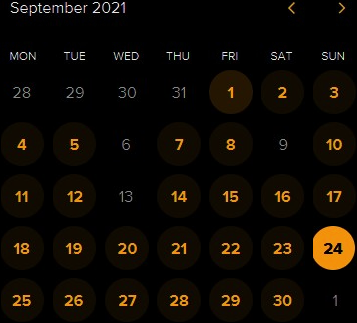 September 2021
MON TUE WED THU FRI SAT SUN
28 29 30 31 1 2 3
4 5 6 7 8 9 10
11 12 13 14 15 16 17
18 19 20 21 22 23 24
25 26 27 28 29 30 1